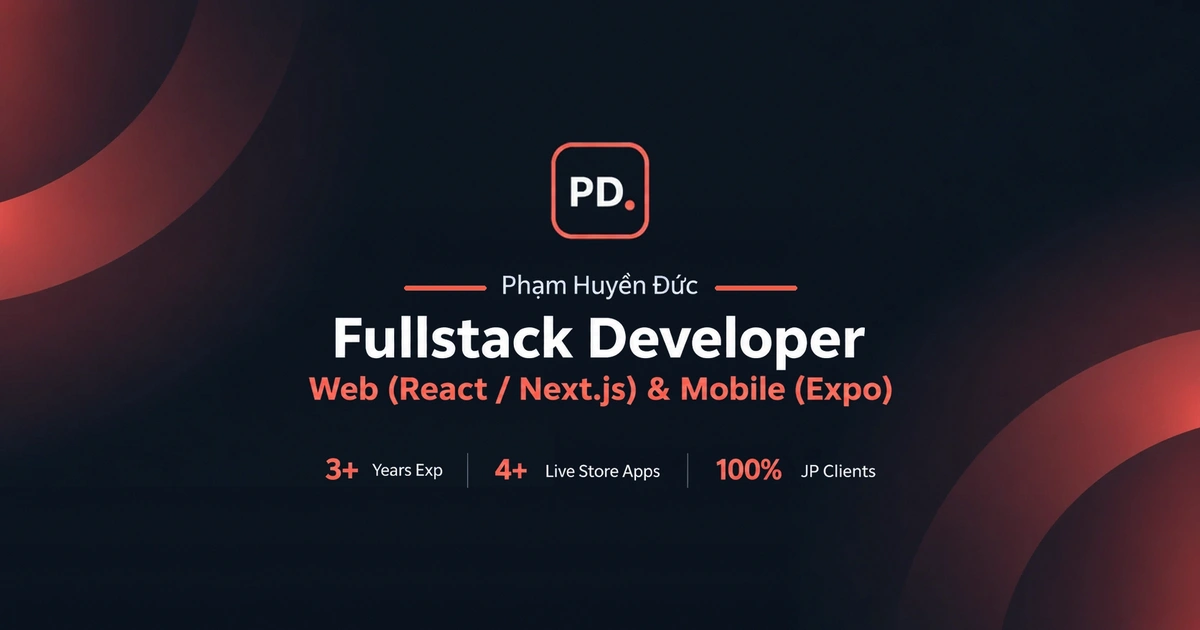 PD.
Phạm Huyền Đức
Fullstack Developer
Web (React / Next.js) & Mobile (Expo)
3+ Years Exp 4+ Live Store Apps 100% JP Clients